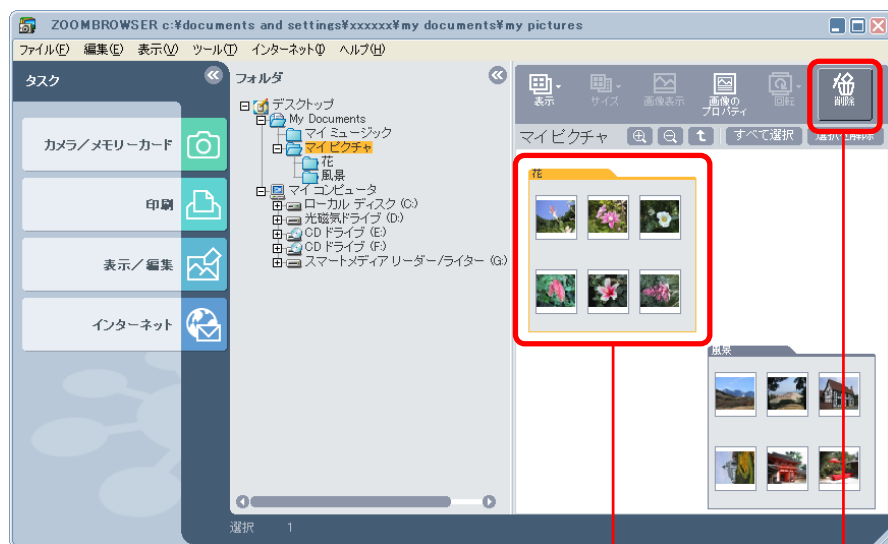 ZOOMBROWSER c:¥documents and settings¥xxxxxx¥my documents¥my pictures
ファイル(F) 編集(E) 表示(V) ツール(T) インターネット(I) ヘルプ(H)
タスク
カメラ/メモリーカード
印刷
表示/編集
インターネット
フォルダ
デスクトップ
My Documents
マイ ミュージック
マイ ピクチャ
花
風景
マイ コンピュータ
ローカル ディスク (C:)
光磁気ドライブ (D:)
CD ドライブ (E:)
CD ドライブ (F:)
スマートメディア リーダー/ライター (G:)
表示 サイズ 画像表示 画像の
プロパティ 回転 削除
マイ ピクチャ すべて選択 選択を解除
花
風景
選択 1